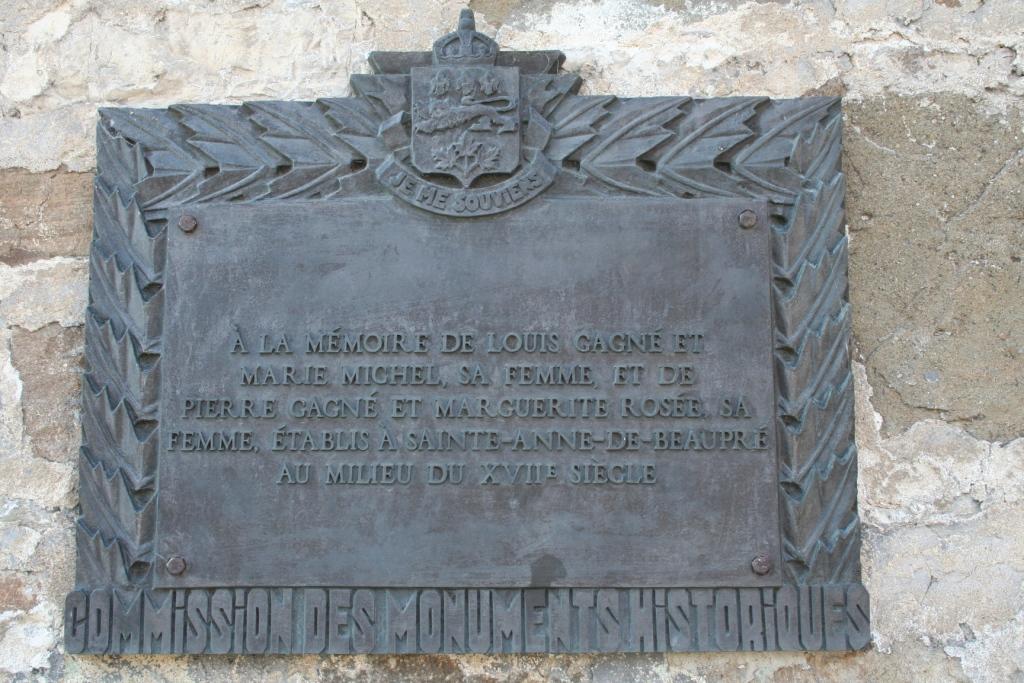 JE ME SOUVIENS
À LA MÉMOIRE DE LOUIS GAGNÉ ET
MARIE MICHEL, SA FEMME, ET DE
PIERRE GAGNÉ ET MARGUERITE ROSÉE, SA
FEMME, ÉTABLIS À SAINTE-ANNE-DE-BEAUPRÉ
AU MILIEU DU XVIIE SIÈCLE
COMMISSION DES MONUMENTS HISTORIQUES